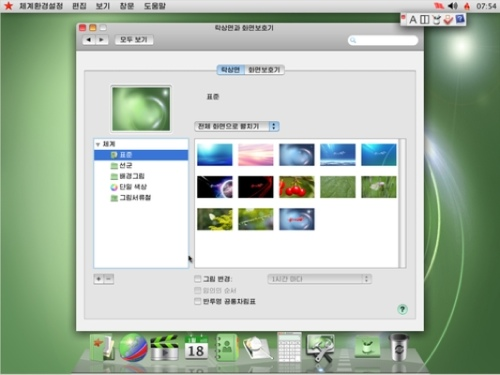 체계환경설정 편집 보기 창문 도움말 07:54
탁상면과 화면보호기
모두 보기
탁상면 화면보호기
표준
전체 화면으로 펼치기
체계
표준
선군
배경그림
단일 색상
그림서류철
그림 변경: 1시간 마다
임의의 순서
반투명 공통차림표
18